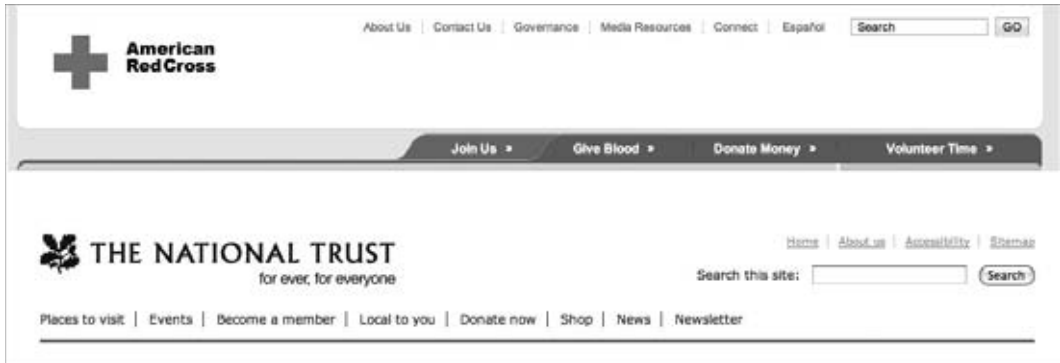 About Us | Contact Us | Governance | Media Resources | Connect | Español Search GO
American
Red Cross
Join Us » Give Blood » Donate Money » Volunteer Time »
Home | About us | Accessibility | Sitemap
THE NATIONAL TRUST
for ever, for everyone
Search this site: Search
Places to visit | Events | Become a member | Local to you | Donate now | Shop | News | Newsletter